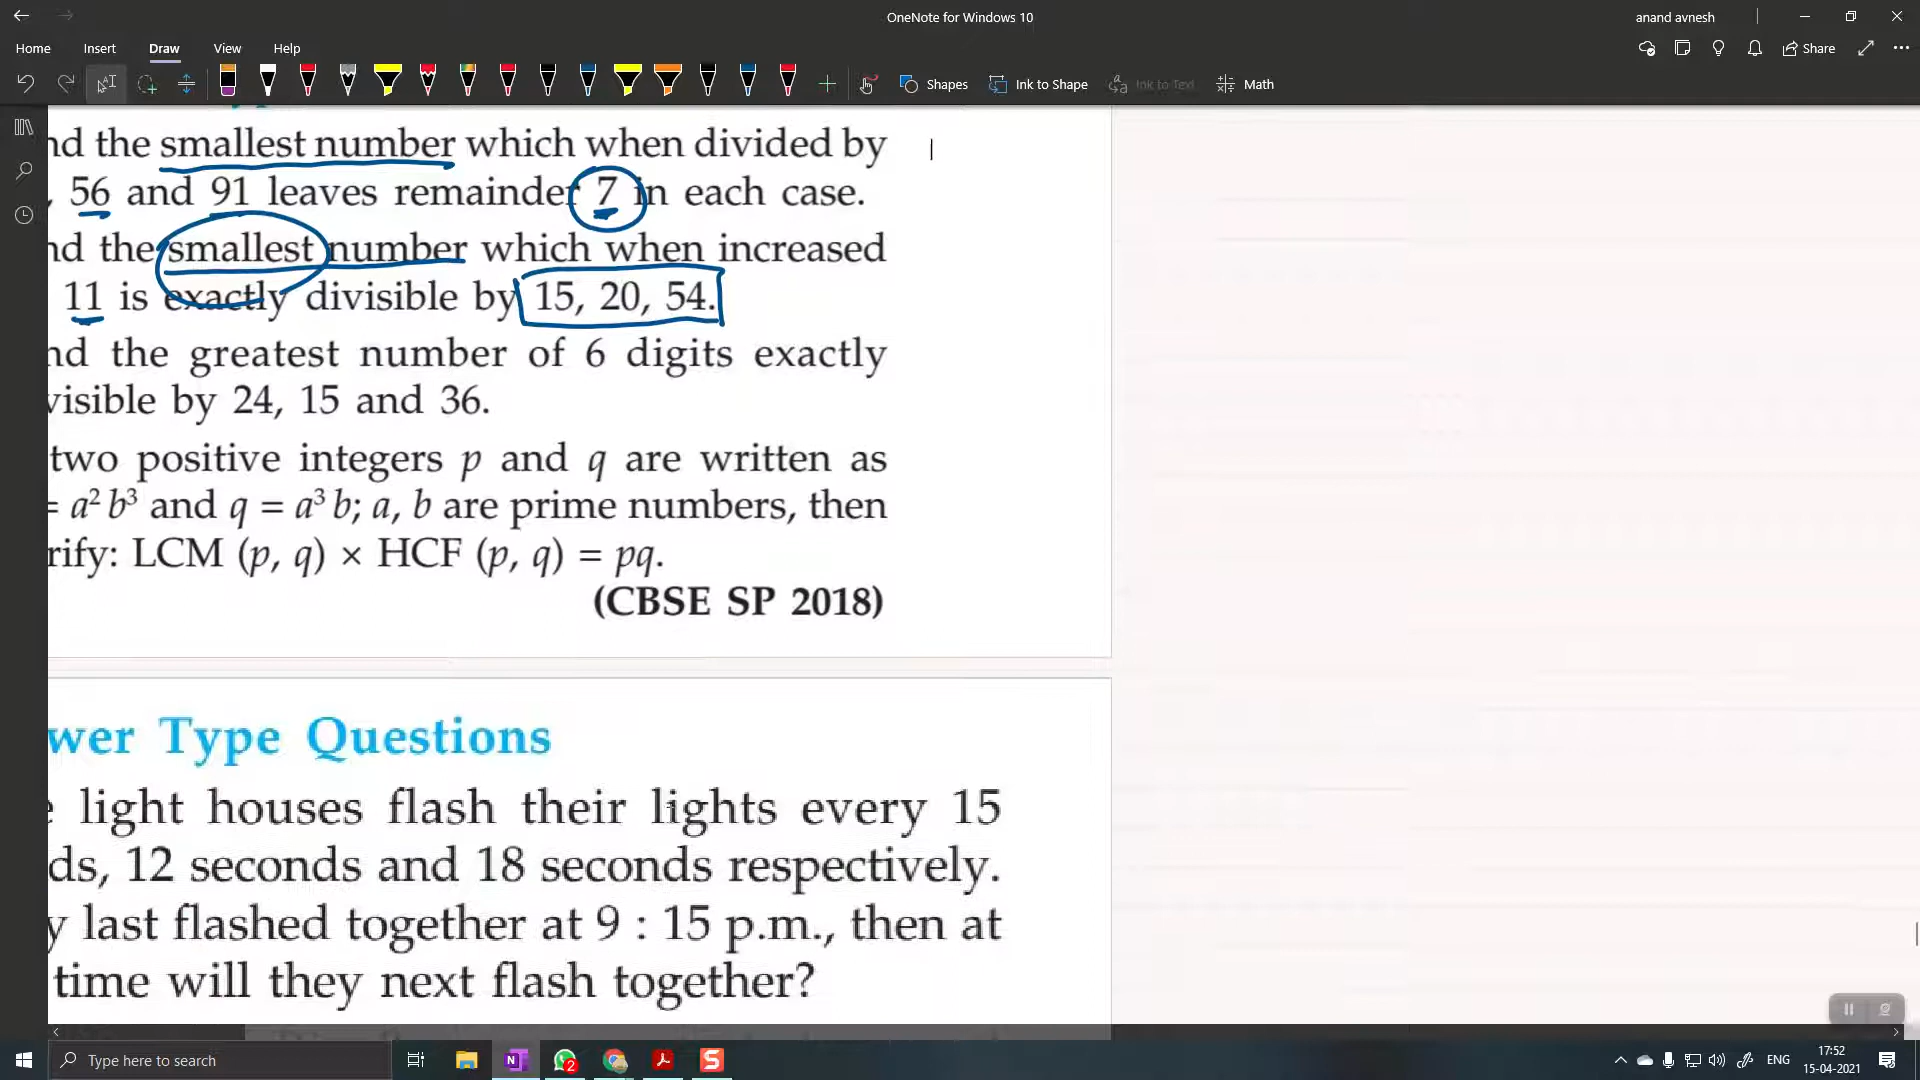 OneNote for Windows 10
anand avnesh
Home Insert Draw View Help
Share
Shapes Ink to Shape Ink to Text Math
nd the smallest number which when divided by
, 56 and 91 leaves remainder 7 in each case.
nd the smallest number which when increased
11 is exactly divisible by 15, 20, 54.
nd the greatest number of 6 digits exactly
visible by 24, 15 and 36.
two positive integers p and q are written as
= a² b³ and q = a³ b; a, b are prime numbers, then
rify: LCM (p, q) × HCF (p, q) = pq.
(CBSE SP 2018)
wer Type Questions
e light houses flash their lights every 15
ds, 12 seconds and 18 seconds respectively.
y last flashed together at 9 : 15 p.m., then at
time will they next flash together?
Type here to search
2
ENG
17:52
15-04-2021